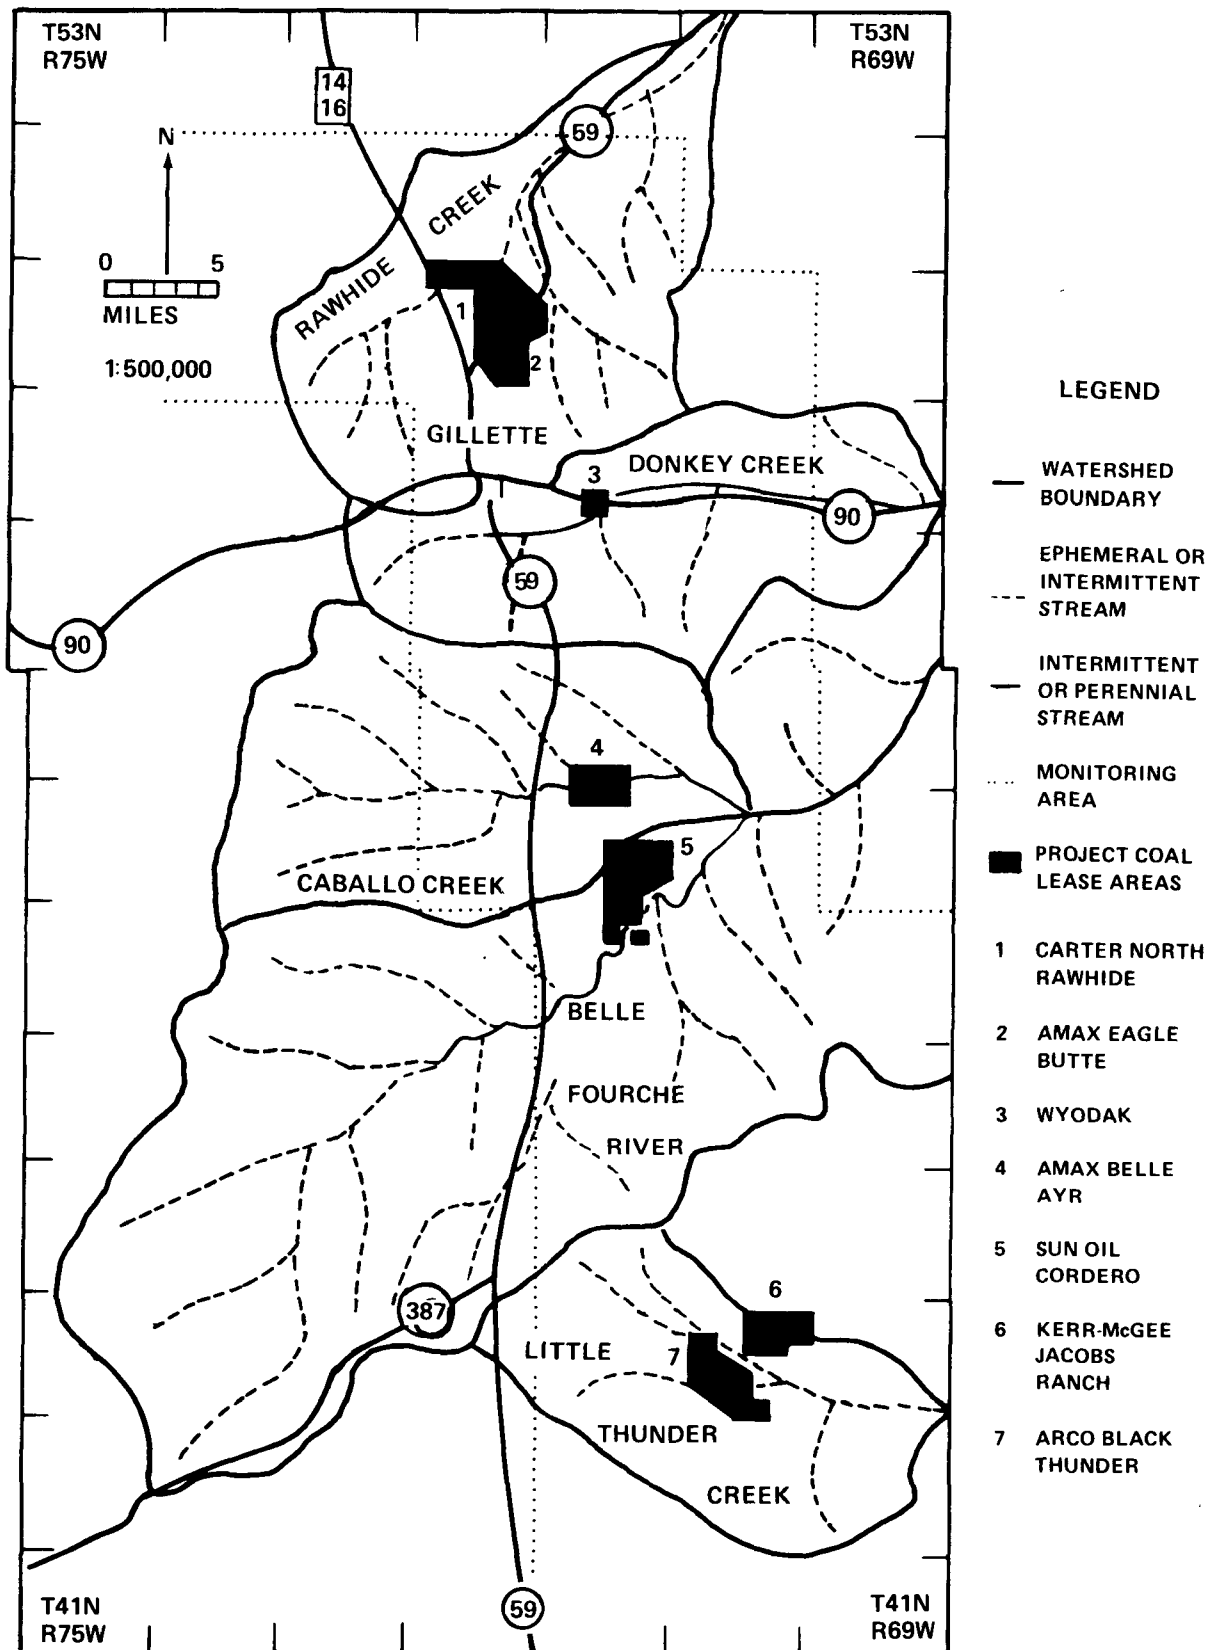 T53N
R75W
T53N
R69W
14
16
59
N
CREEK
RAWHIDE
0 5
MILES
1:500,000
1
2
GILLETTE
3
DONKEY CREEK
90
59
90
4
5
CABALLO CREEK
BELLE
FOURCHE
RIVER
387
6
LITTLE
7
THUNDER
CREEK
T41N
R75W
59
T41N
R69W
LEGEND
WATERSHED
BOUNDARY
EPHEMERAL OR
INTERMITTENT
STREAM
INTERMITTENT
OR PERENNIAL
STREAM
MONITORING
AREA
PROJECT COAL
LEASE AREAS
1 CARTER NORTH
RAWHIDE
2 AMAX EAGLE
BUTTE
3 WYODAK
4 AMAX BELLE
AYR
5 SUN OIL
CORDERO
6 KERR-McGEE
JACOBS
RANCH
7 ARCO BLACK
THUNDER